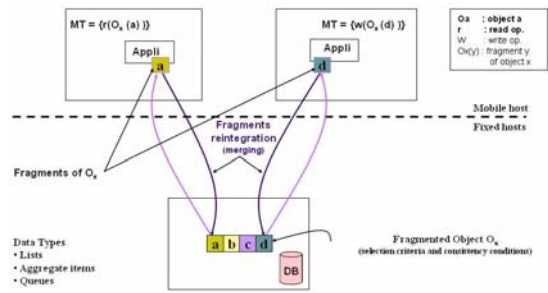 MT = {r(Ox (a) )}
Appli
a
MT = {w(Ox (d) )}
Appli
d
Oa : object a
r : read op.
W : write op.
Ox(y) : fragment y
of object x
Mobile host
Fixed hosts
Fragments
reintegration
(merging)
Fragments of Ox
a b c d
DB
Data Types
• Lists
• Aggregate items
• Queues
Fragmented Object Ox
(selection criteria and consistency conditions)